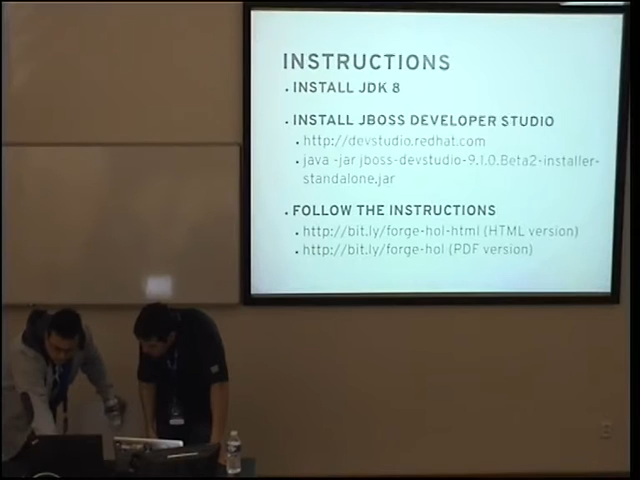 INSTRUCTIONS
• INSTALL JDK 8
• INSTALL JBOSS DEVELOPER STUDIO
• http://devstudio.redhat.com
• java -jar jboss-devstudio-9.1.0.Beta2-installer-
standalone.jar
• FOLLOW THE INSTRUCTIONS
• http://bit.ly/forge-hol-html (HTML version)
• http://bit.ly/forge-hol (PDF version)